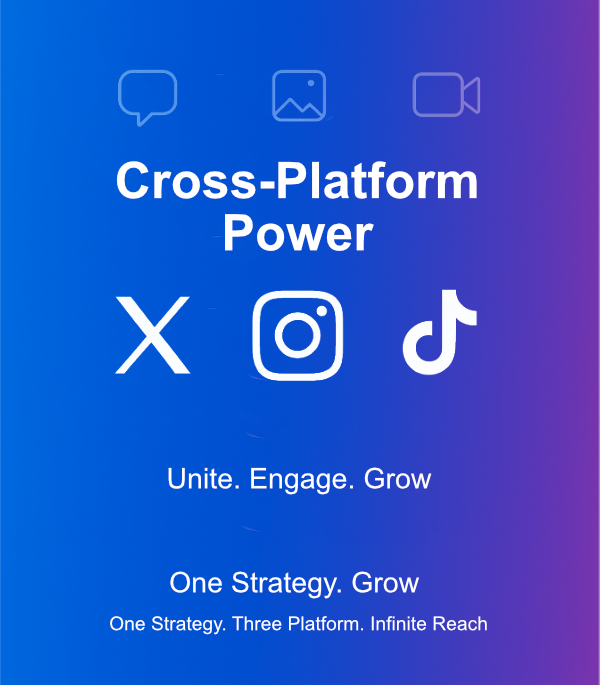 Cross-Platform
Power
Unite. Engage. Grow
One Strategy. Grow
One Strategy. Three Platform. Infinite Reach